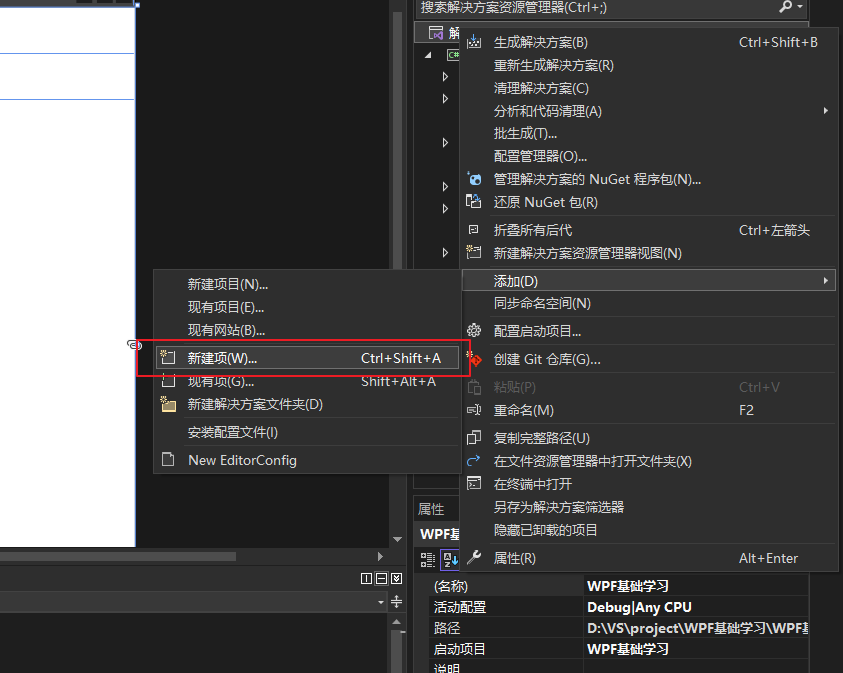 搜索解决方案资源管理器(Ctrl+;)
解
C#
生成解决方案(B) Ctrl+Shift+B
重新生成解决方案(R)
清理解决方案(C)
分析和代码清理(A)
批生成(T)...
配置管理器(O)...
管理解决方案的 NuGet 程序包(N)...
还原 NuGet 包(R)
折叠所有后代 Ctrl+左箭头
新建解决方案资源管理器视图(N)
添加(D)
同步命名空间(N)
配置启动项目...
创建 Git 仓库(G)...
粘贴(P) Ctrl+V
重命名(M) F2
复制完整路径(U)
在文件资源管理器中打开文件夹(X)
在终端中打开
另存为解决方案筛选器
隐藏已卸载的项目
属性(R) Alt+Enter
新建项目(N)...
现有项目(E)...
现有网站(B)...
新建项(W)... Ctrl+Shift+A
现有项(G)... Shift+Alt+A
新建解决方案文件夹(D)
安装配置文件(I)
New EditorConfig
属性
WPF基
(名称) WPF基础学习
活动配置 Debug|Any CPU
路径 D:\VS\project\WPF基础学习\WPF基
启动项目 WPF基础学习
说明